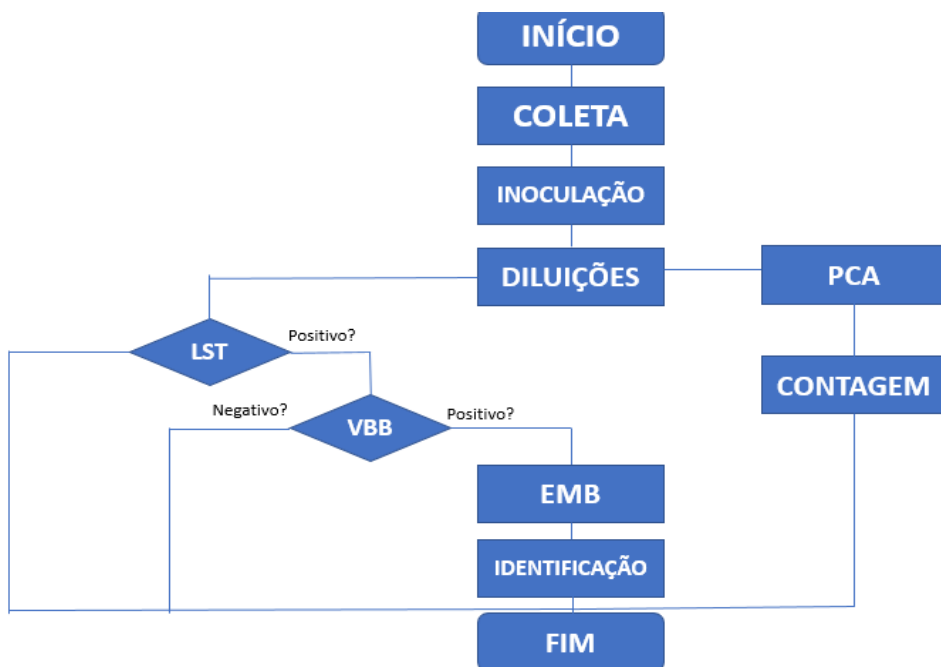 INÍCIO
COLETA
INOCULAÇÃO
DILUIÇÕES
PCA
Positivo?
LST
CONTAGEM
Negativo?
Positivo?
VBB
EMB
IDENTIFICAÇÃO
FIM